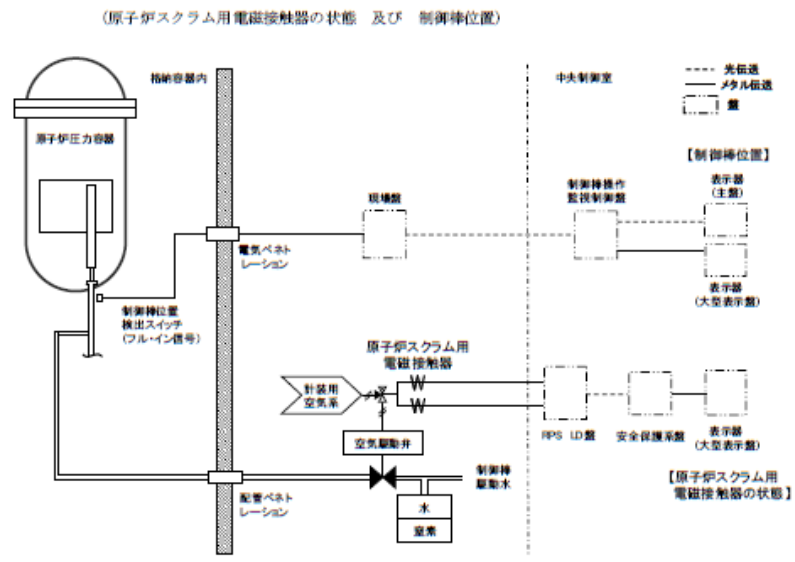 （原子炉スクラム用電磁接触器の状態　及び　制御棒位置）
格納容器内
中央制御室
光伝送
メタル伝送
盤
原子炉圧力容器
【制御棒位置】
表示器
（主盤）
現場盤
制御棒操作
監視制御盤
電気ペネト
レーション
表示器
（大型表示盤）
制御棒位置
検出スイッチ
（フル・イン信号）
原子炉スクラム用
電磁接触器
計装用
空気系
空気駆動弁
RPS LD盤
安全保護系盤
表示器
（大型表示盤）
制御棒
駆動水
【原子炉スクラム用
電磁接触器の状態】
配管ペネト
レーション
水
窒素